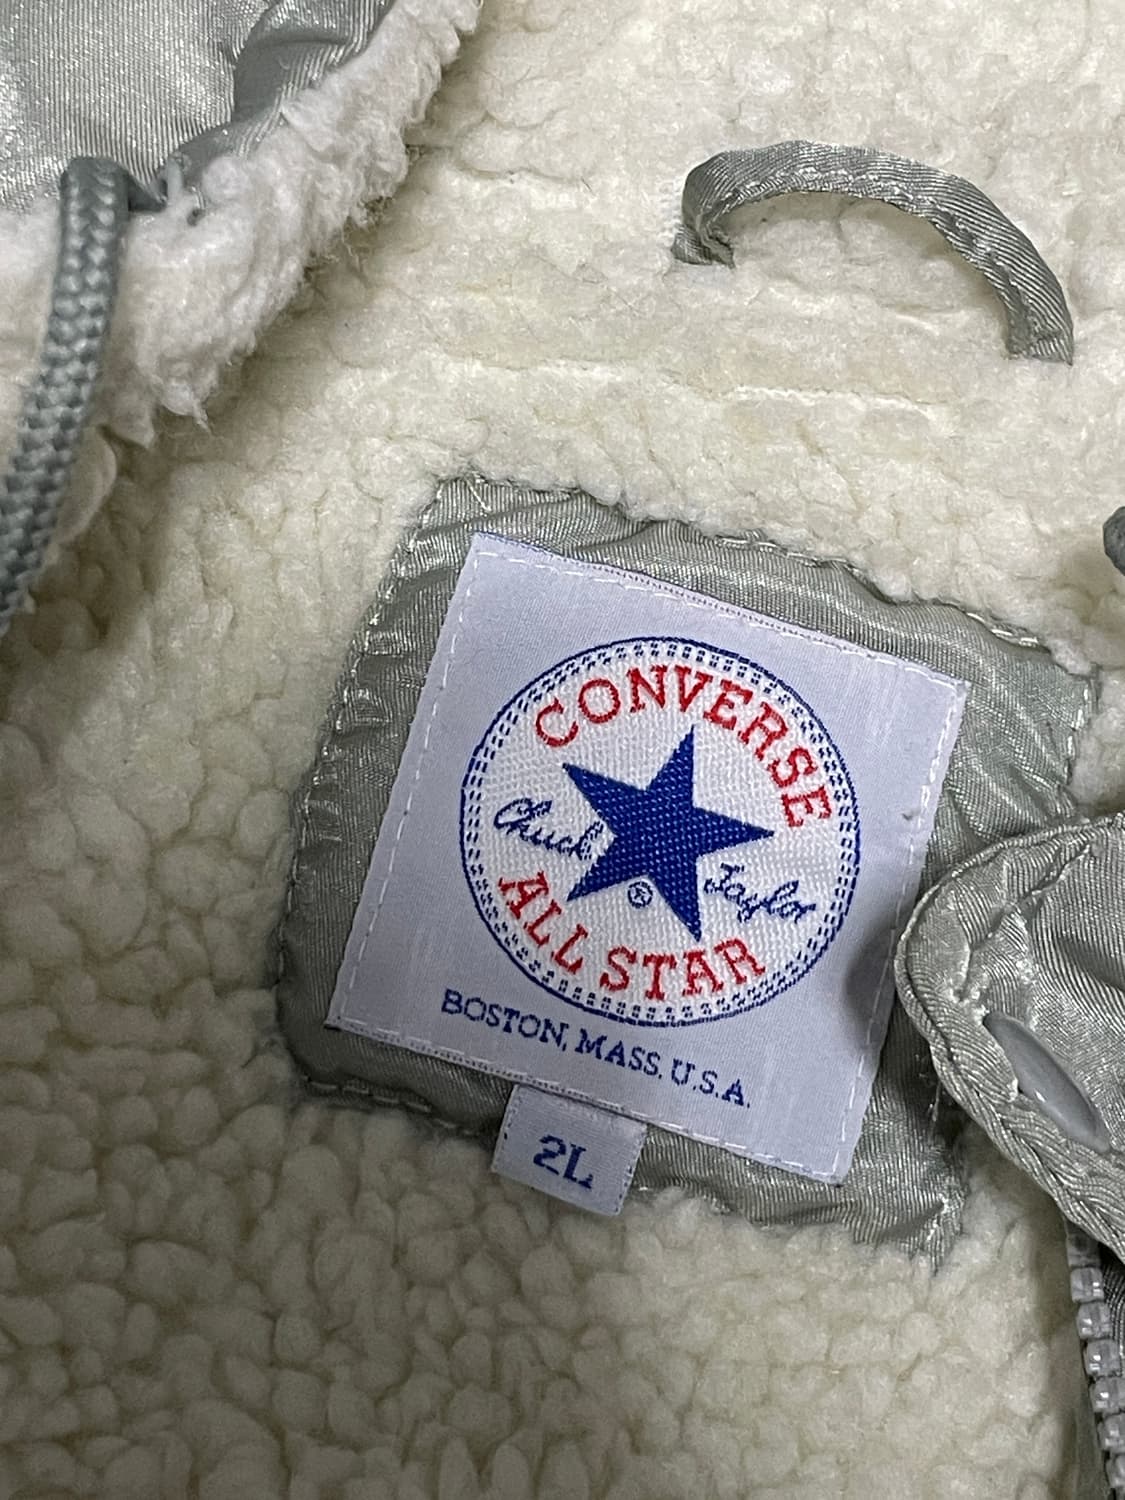 CONVERSE
Chuck Taylor
®
ALL STAR
BOSTON, MASS. U.S.A.
2L